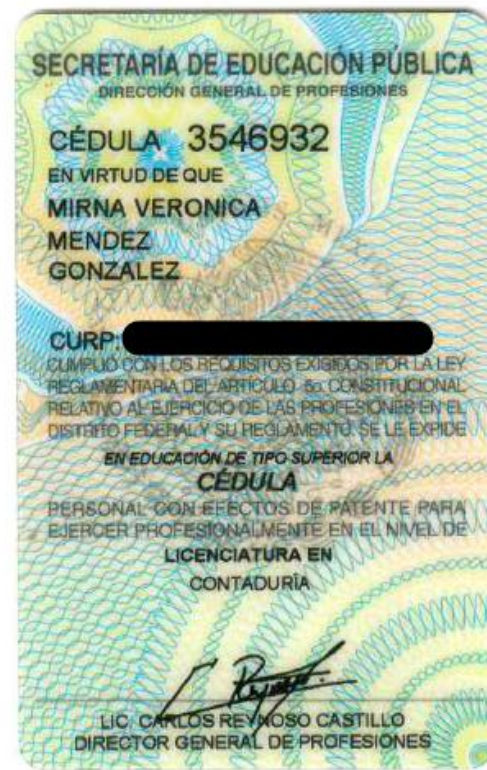 SECRETARÍA DE EDUCACIÓN PÚBLICA
DIRECCIÓN GENERAL DE PROFESIONES
CÉDULA 3546932
EN VIRTUD DE QUE
MIRNA VERONICA
MENDEZ
GONZALEZ
CURP:
CUMPLIÓ CON LOS REQUISITOS EXIGIDOS POR LA LEY
REGLAMENTARIA DEL ARTÍCULO 5o. CONSTITUCIONAL
RELATIVO AL EJERCICIO DE LAS PROFESIONES EN EL
DISTRITO FEDERAL Y SU REGLAMENTO, SE LE EXPIDE
EN EDUCACIÓN DE TIPO SUPERIOR LA
CÉDULA
PERSONAL CON EFECTOS DE PATENTE PARA
EJERCER PROFESIONALMENTE EN EL NIVEL DE
LICENCIATURA EN
CONTADURÍA
LIC. CARLOS REYNOSO CASTILLO
DIRECTOR GENERAL DE PROFESIONES